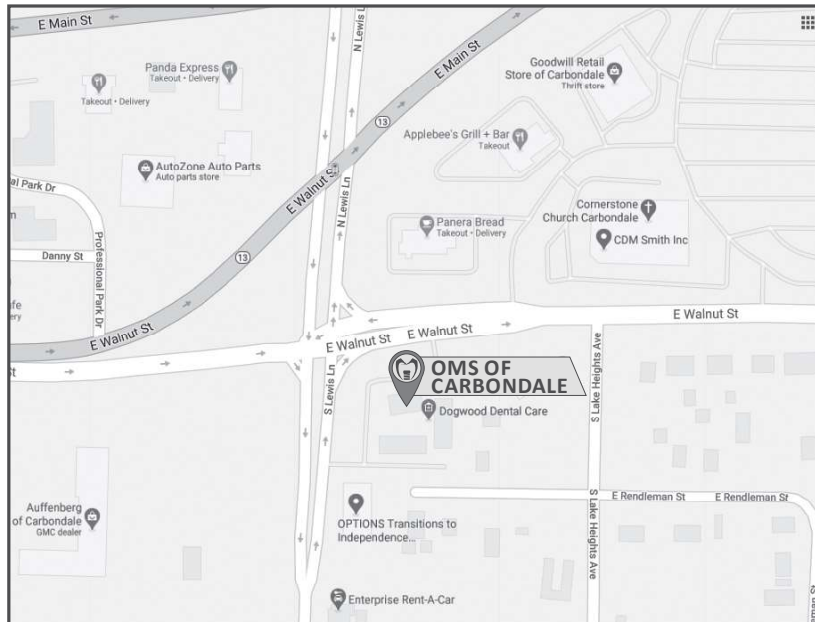 E Main St
N Lewis Ln
Panda Express
Takeout • Delivery
Takeout • Delivery
E Main St
Goodwill Retail
Store of Carbondale
Thrift store
13
Applebee's Grill + Bar
Takeout
AutoZone Auto Parts
Auto parts store
al Park Dr
E Walnut St
N Lewis Ln
Cornerstone
Church Carbondale
CDM Smith Inc
Panera Bread
Takeout • Delivery
m
Professional Park Dr
Danny St
13
afe
ery
E Walnut St
E Walnut St
E Walnut St
E Walnut St
St
OMS OF
CARBONDALE
S Lewis Ln
S Lake Heights Ave
Dogwood Dental Care
E Rendleman St
E Rendleman St
Auffenberg
of Carbondale
GMC dealer
OPTIONS Transitions to
Independence...
S Lake Heights Ave
Enterprise Rent-A-Car